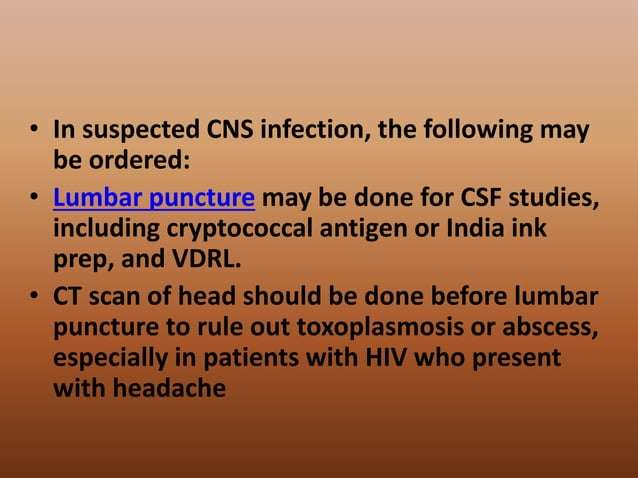 • In suspected CNS infection, the following may
be ordered:
• Lumbar puncture may be done for CSF studies,
including cryptococcal antigen or India ink
prep, and VDRL.
• CT scan of head should be done before lumbar
puncture to rule out toxoplasmosis or abscess,
especially in patients with HIV who present
with headache